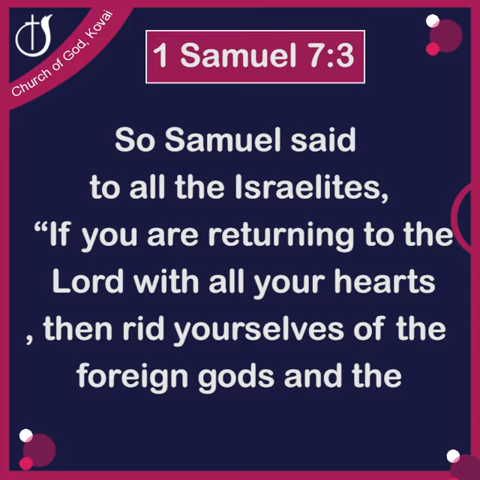 Church of God, Kovai
1 Samuel 7:3
So Samuel said
to all the Israelites,
“If you are returning to the
Lord with all your hearts
, then rid yourselves of the
foreign gods and the